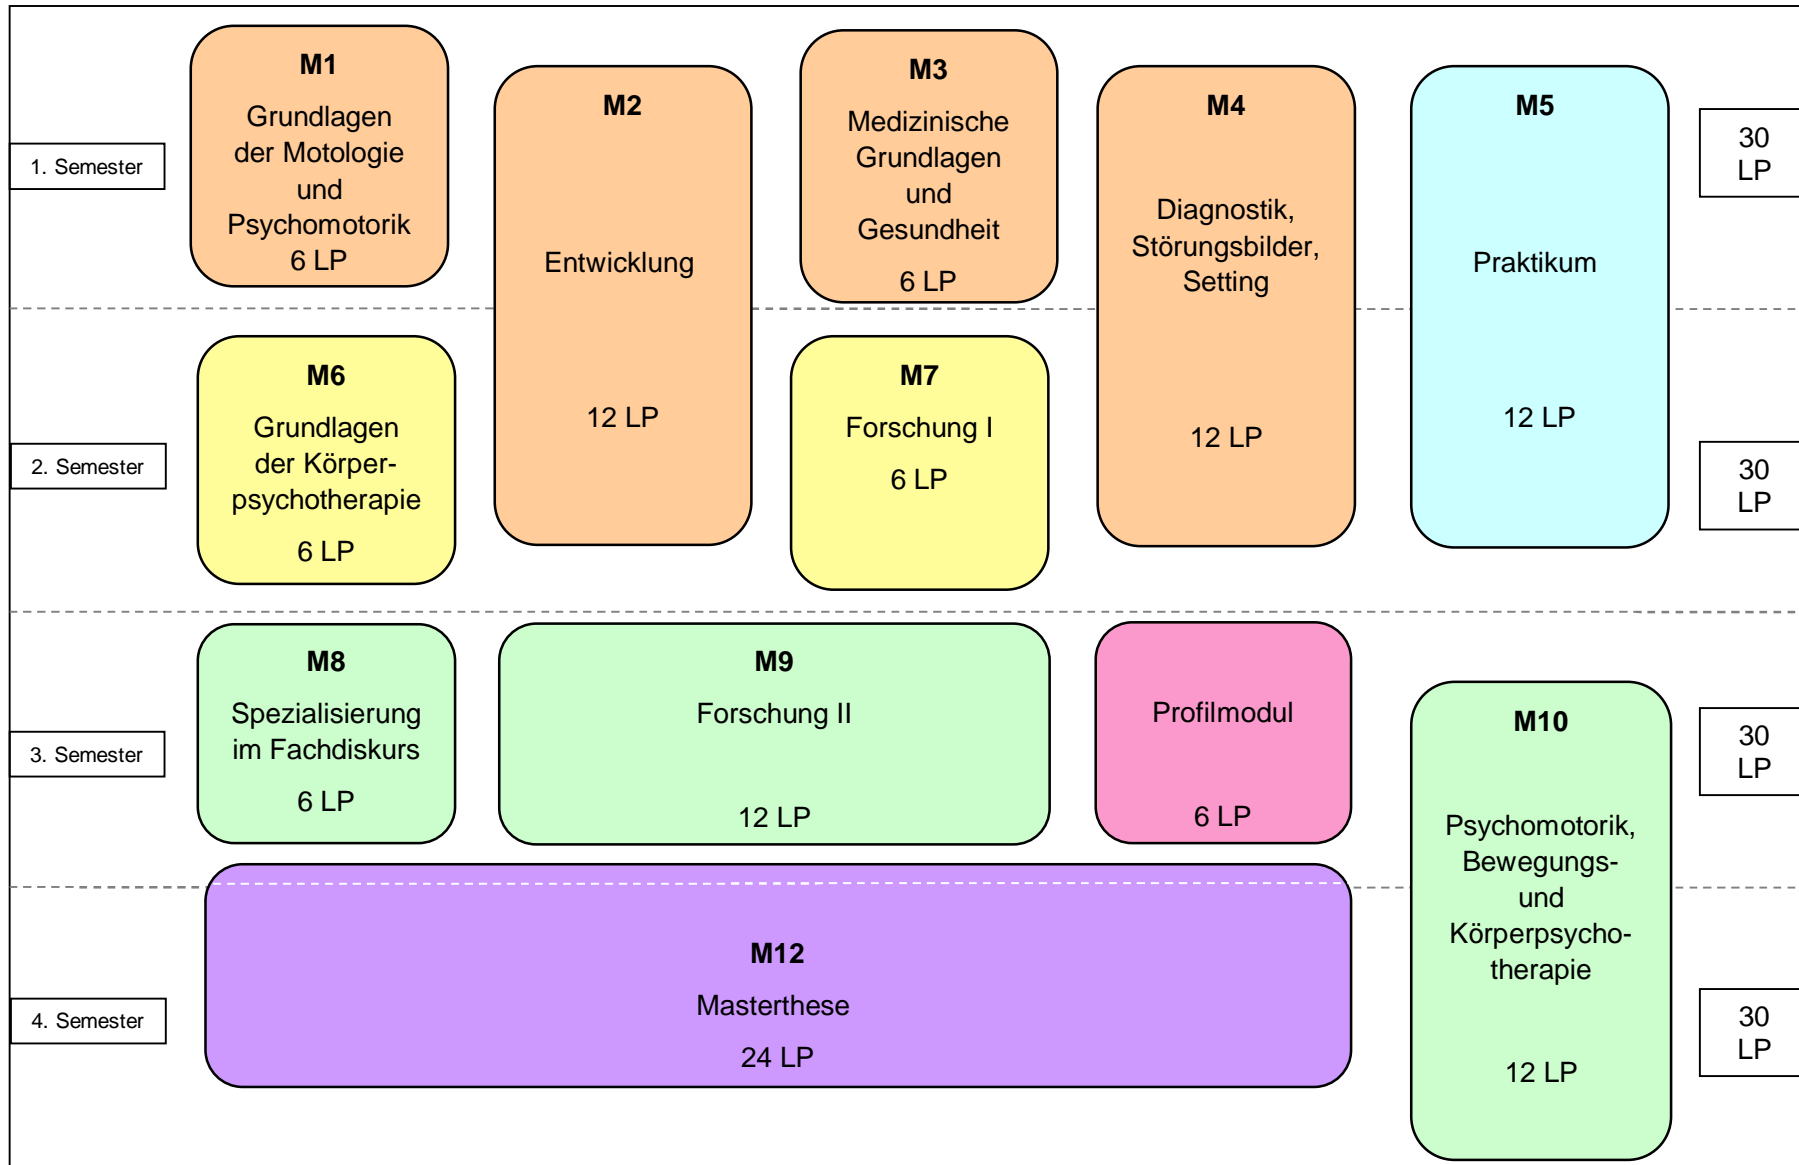 1. Semester
M1
Grundlagen
der Motologie
und
Psychomotorik
6 LP
M2
Entwicklung
12 LP
M3
Medizinische
Grundlagen
und
Gesundheit
6 LP
M4
Diagnostik,
Störungsbilder,
Setting
12 LP
M5
Praktikum
12 LP
30
LP
2. Semester
M6
Grundlagen
der Körper-
psychotherapie
6 LP
M7
Forschung I
6 LP
30
LP
3. Semester
M8
Spezialisierung
im Fachdiskurs
6 LP
M9
Forschung II
12 LP
Profilmodul
6 LP
M10
Psychomotorik,
Bewegungs-
und
Körperpsycho-
therapie
12 LP
30
LP
4. Semester
M12
Masterthese
24 LP
30
LP